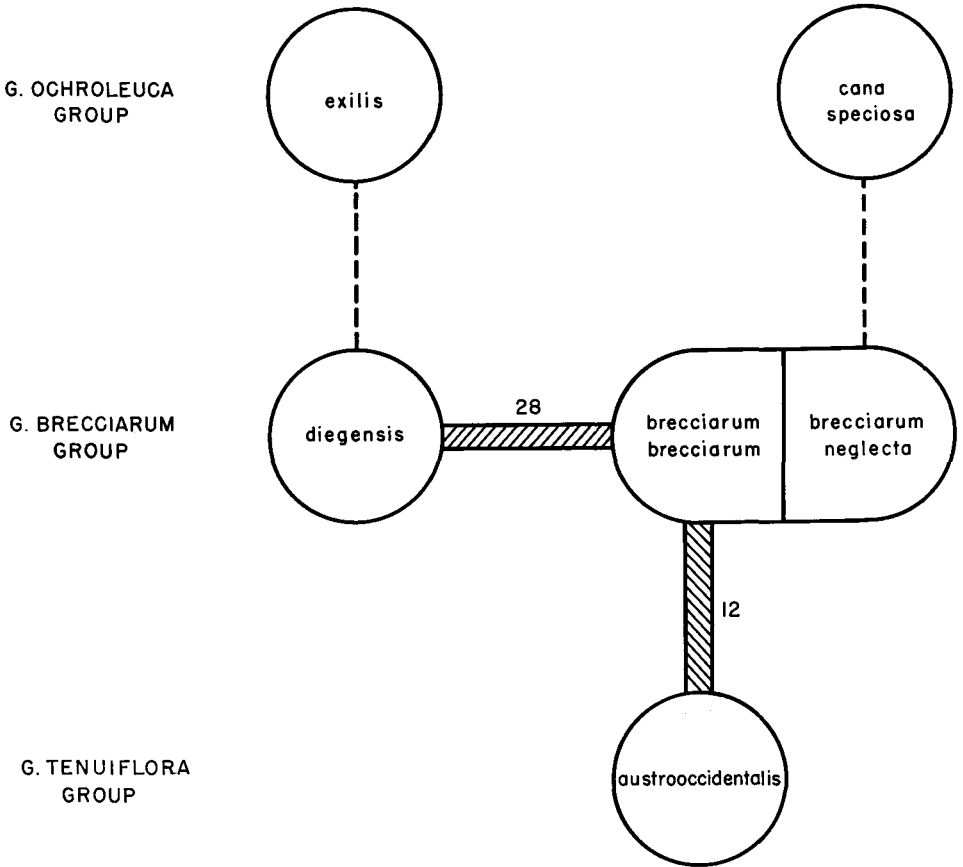 G. OCHROLEUCA
GROUP
exilis
cana
speciosa
G. BRECCIARUM
GROUP
diegensis
28
brecciarum
brecciarum
brecciarum
neglecta
12
G. TENUIFLORA
GROUP
austrooccidentalis